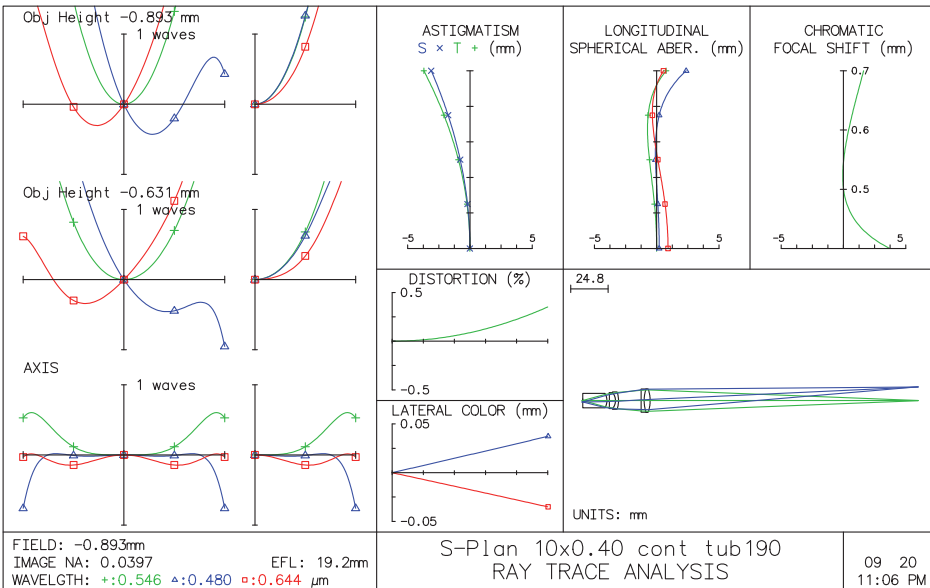 Obj Height -0.893 mm
1 waves
Obj Height -0.631 mm
1 waves
AXIS
1 waves
ASTIGMATISM
S × T + (mm)
-5 5
LONGITUDINAL
SPHERICAL ABER. (mm)
-5 5
CHROMATIC
FOCAL SHIFT (mm)
0.7
0.6
0.5
-5 5
DISTORTION (%)
0.5
-0.5
LATERAL COLOR (mm)
0.05
-0.05
24.8
UNITS: mm
FIELD: -0.893mm
IMAGE NA: 0.0397 EFL: 19.2mm
WAVELGTH: +:0.546 △:0.480 □:0.644 µm
S-Plan 10x0.40 cont tub190
RAY TRACE ANALYSIS
09 20
11:06 PM